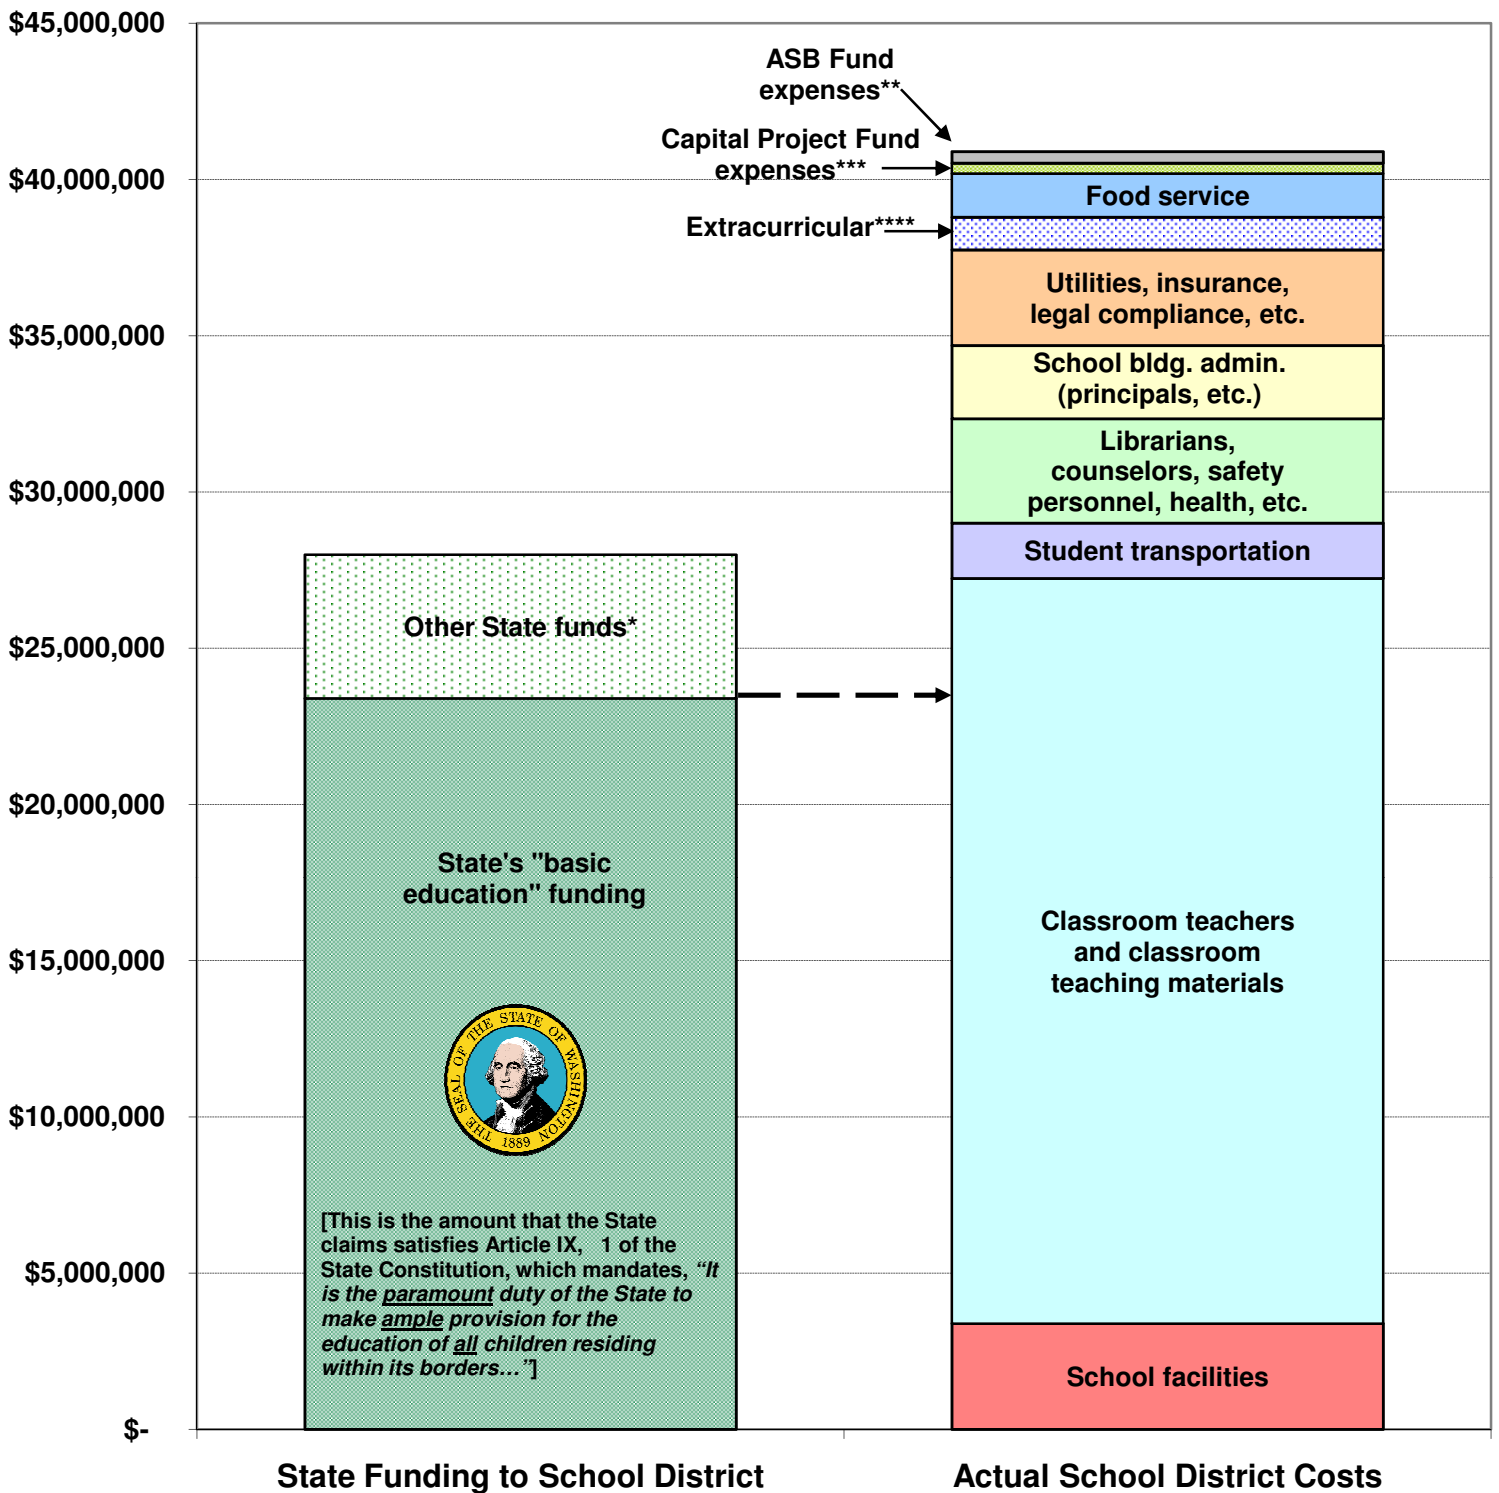 $45,000,000
$40,000,000
$35,000,000
$30,000,000
$25,000,000
$20,000,000
$15,000,000
$10,000,000
$5,000,000
$-
ASB Fund
expenses**
Capital Project Fund
expenses***
Extracurricular****
Food service
Utilities, insurance,
legal compliance, etc.
School bldg. admin.
(principals, etc.)
Librarians,
counselors, safety
personnel, health, etc.
Student transportation
Classroom teachers
and classroom
teaching materials
School facilities
Other State funds*
State's "basic
education" funding
THE SEAL OF THE STATE OF WASHINGTON
1889
[This is the amount that the State
claims satisfies Article IX, 1 of the
State Constitution, which mandates, “It
is the paramount duty of the State to
make ample provision for the
education of all children residing
within its borders…”]
State Funding to School District
Actual School District Costs